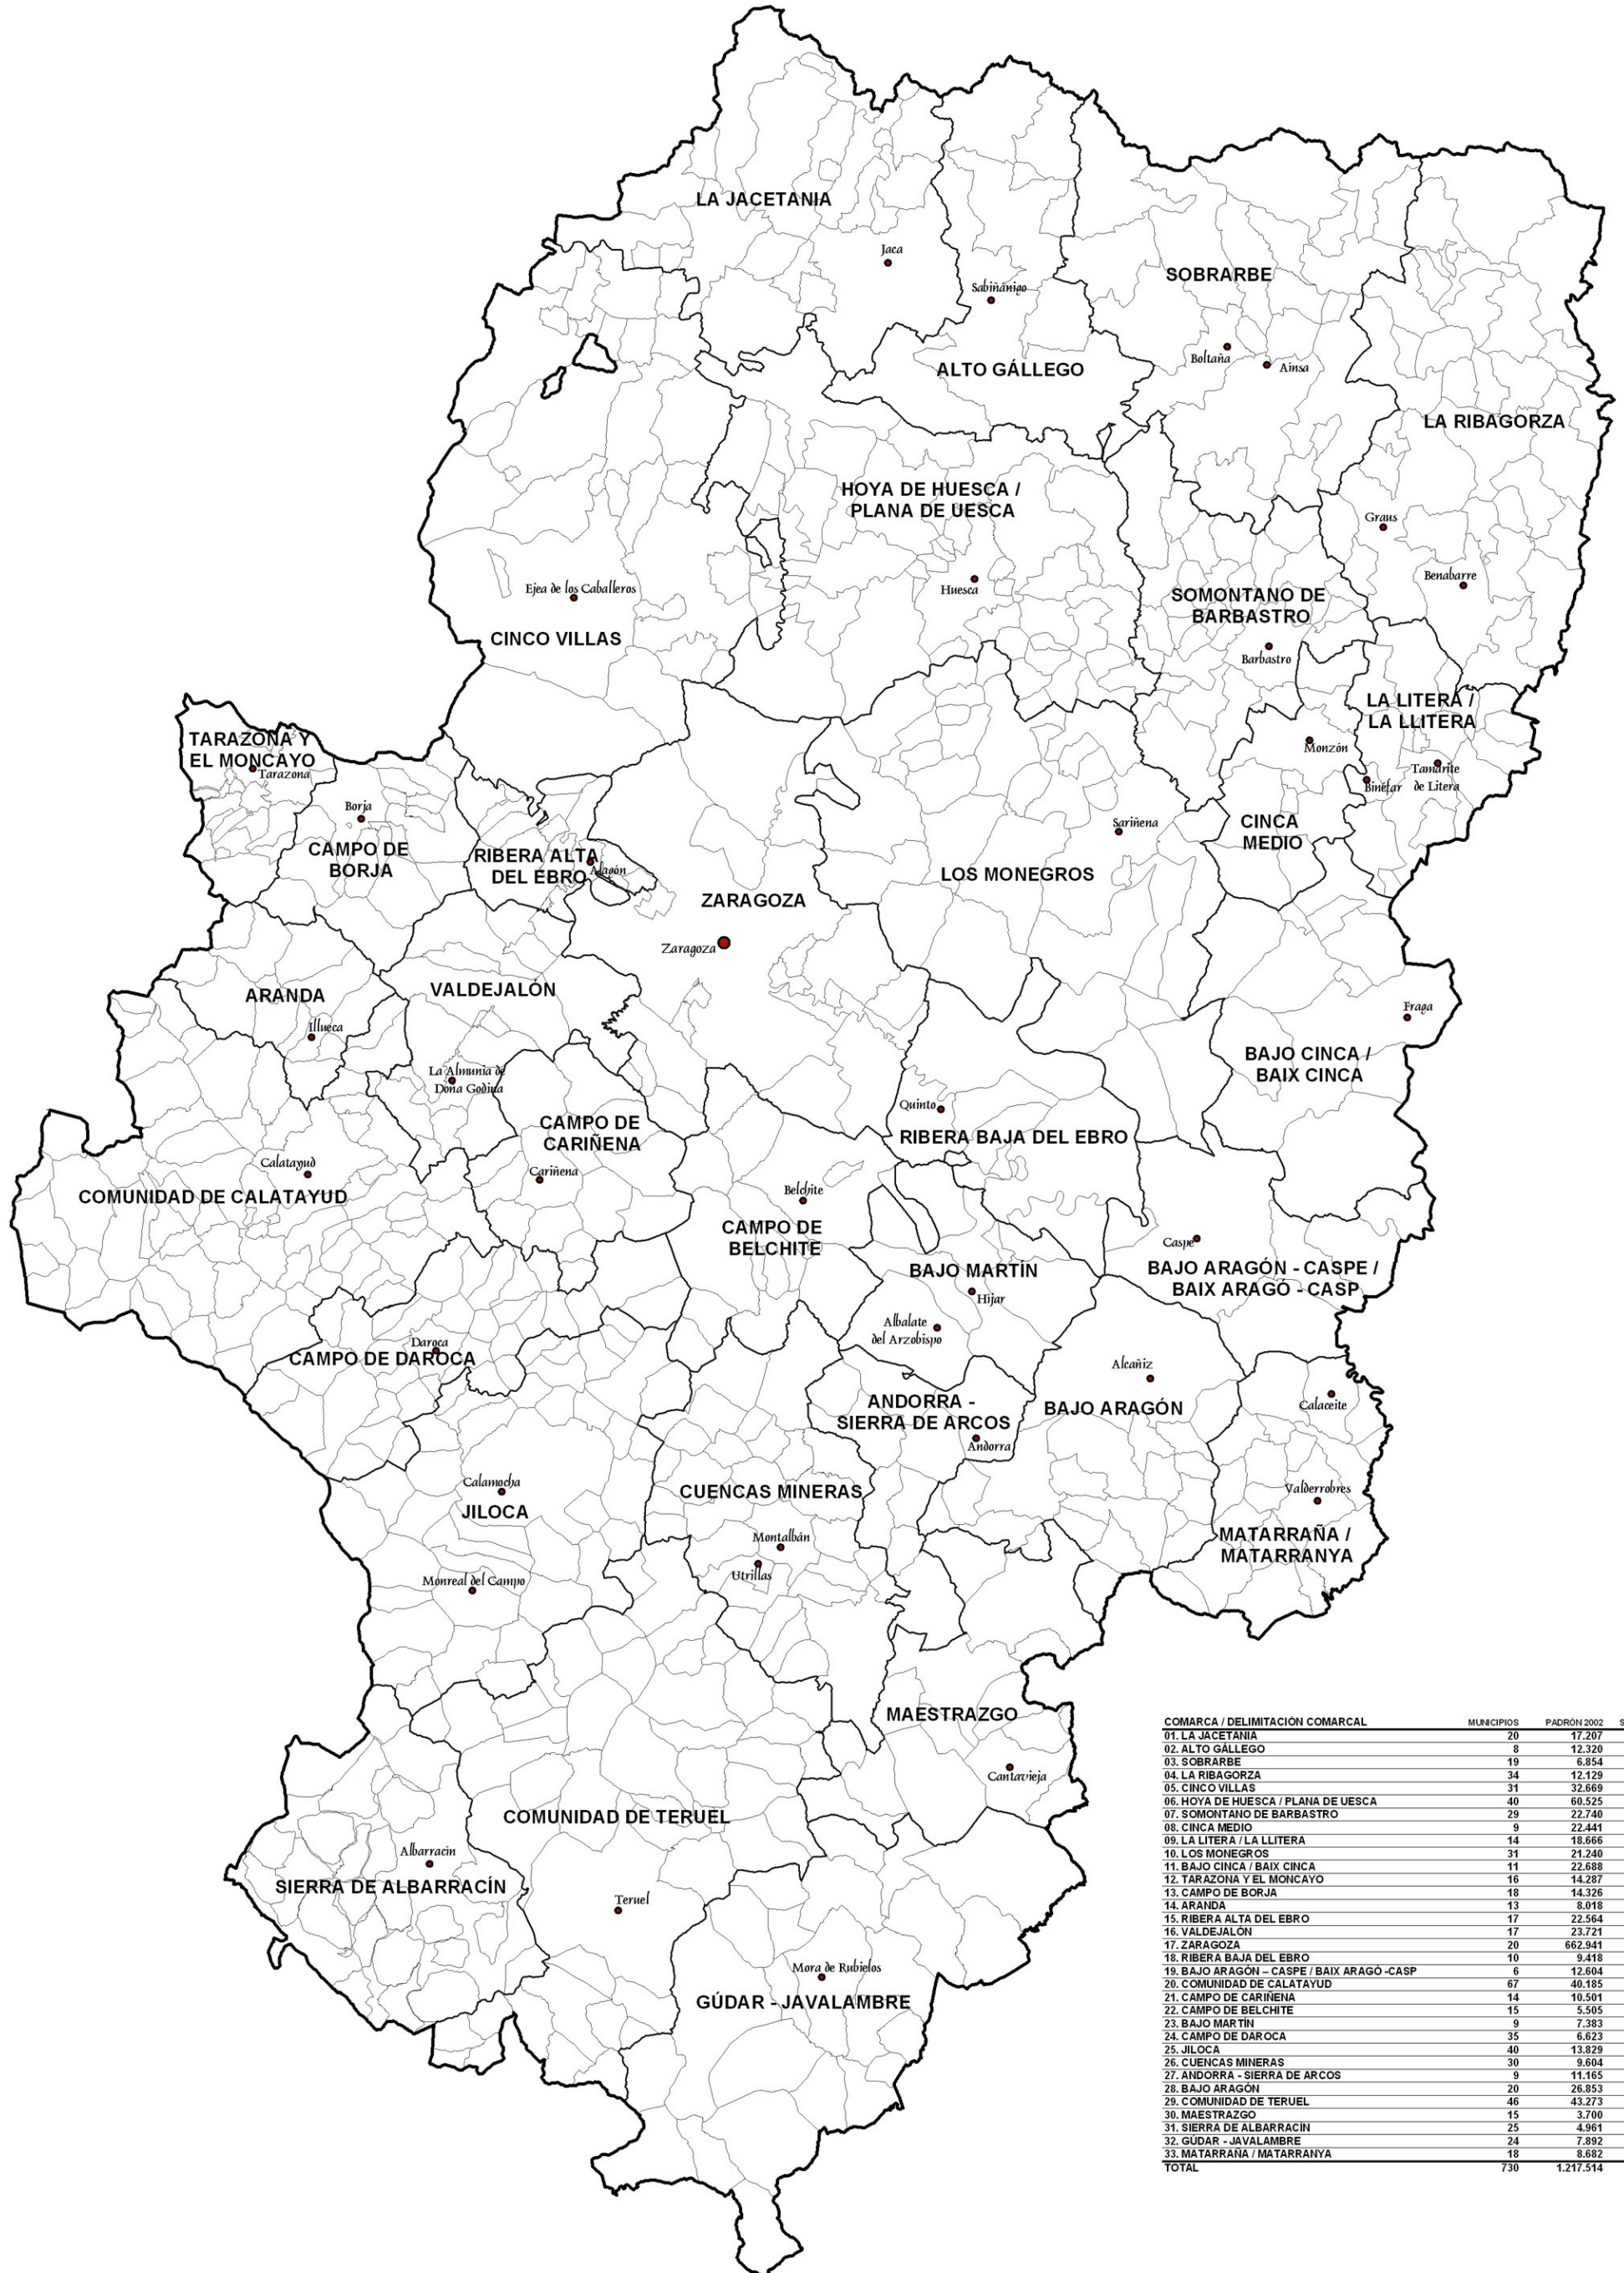 LA JACETANIA
Jaca
Sabiñánigo
SOBRARBE
Boltaña
Aínsa
ALTO GÁLLEGO
LA RIBAGORZA
HOYA DE HUESCA /
PLANA DE UESCA
Graus
Benabarre
Huesca
Ejea de los Caballeros
CINCO VILLAS
SOMONTANO DE
BARBASTRO
Barbastro
LA LITERA /
LA LLITERA
TARAZONA Y
EL MONCAYO
Tarazona
Monzón
Binéfar
Tamarite
de Litera
Borja
CAMPO DE
BORJA
RIBERA ALTA
DEL EBRO
Alagón
Sariñena
CINCA
MEDIO
LOS MONEGROS
ZARAGOZA
Zaragoza
ARANDA
Illueca
VALDEJALÓN
La Almunia de
Doña Godina
Fraga
BAJO CINCA /
BAIX CINCA
CAMPO DE
CARIÑENA
Cariñena
Quinto
RIBERA BAJA DEL EBRO
Calatayud
COMUNIDAD DE CALATAYUD
Belchite
CAMPO DE
BELCHITE
Caspe
BAJO ARAGÓN - CASPE /
BAIX ARAGÓ - CASP
BAJO MARTÍN
Híjar
Albalate
del Arzobispo
Daroca
CAMPO DE DAROCA
Alcañiz
BAJO ARAGÓN
Calaceite
ANDORRA -
SIERRA DE ARCOS
Andorra
Calamocha
JILOCA
CUENCAS MINERAS
Montalbán
Utrillas
Valderrobres
MATARRAÑA /
MATARRANYA
Monreal del Campo
MAESTRAZGO
Cantavieja
COMUNIDAD DE TERUEL
Albarracín
SIERRA DE ALBARRACÍN
Teruel
Mora de Rubielos
GÚDAR - JAVALAMBRE
COMARCA / DELIMITACIÓN COMARCAL MUNICIPIOS PADRÓN 2002 S
01. LA JACETANIA 20 17.207
02. ALTO GÁLLEGO 8 12.320
03. SOBRARBE 19 6.854
04. LA RIBAGORZA 34 12.129
05. CINCO VILLAS 31 32.669
06. HOYA DE HUESCA / PLANA DE UESCA 40 60.525
07. SOMONTANO DE BARBASTRO 29 22.740
08. CINCA MEDIO 9 22.441
09. LA LITERA / LA LLITERA 14 18.666
10. LOS MONEGROS 31 21.240
11. BAJO CINCA / BAIX CINCA 11 22.688
12. TARAZONA Y EL MONCAYO 16 14.287
13. CAMPO DE BORJA 18 14.326
14. ARANDA 13 8.018
15. RIBERA ALTA DEL EBRO 17 22.564
16. VALDEJALÓN 17 23.721
17. ZARAGOZA 20 662.941
18. RIBERA BAJA DEL EBRO 10 9.418
19. BAJO ARAGÓN – CASPE / BAIX ARAGÓ -CASP 6 12.604
20. COMUNIDAD DE CALATAYUD 67 40.185
21. CAMPO DE CARIÑENA 14 10.501
22. CAMPO DE BELCHITE 15 5.505
23. BAJO MARTÍN 9 7.383
24. CAMPO DE DAROCA 35 6.623
25. JILOCA 40 13.829
26. CUENCAS MINERAS 30 9.604
27. ANDORRA - SIERRA DE ARCOS 9 11.165
28. BAJO ARAGÓN 20 26.853
29. COMUNIDAD DE TERUEL 46 43.273
30. MAESTRAZGO 15 3.700
31. SIERRA DE ALBARRACÍN 25 4.961
32. GÚDAR - JAVALAMBRE 24 7.892
33. MATARRAÑA / MATARRANYA 18 8.682
TOTAL 730 1.217.514